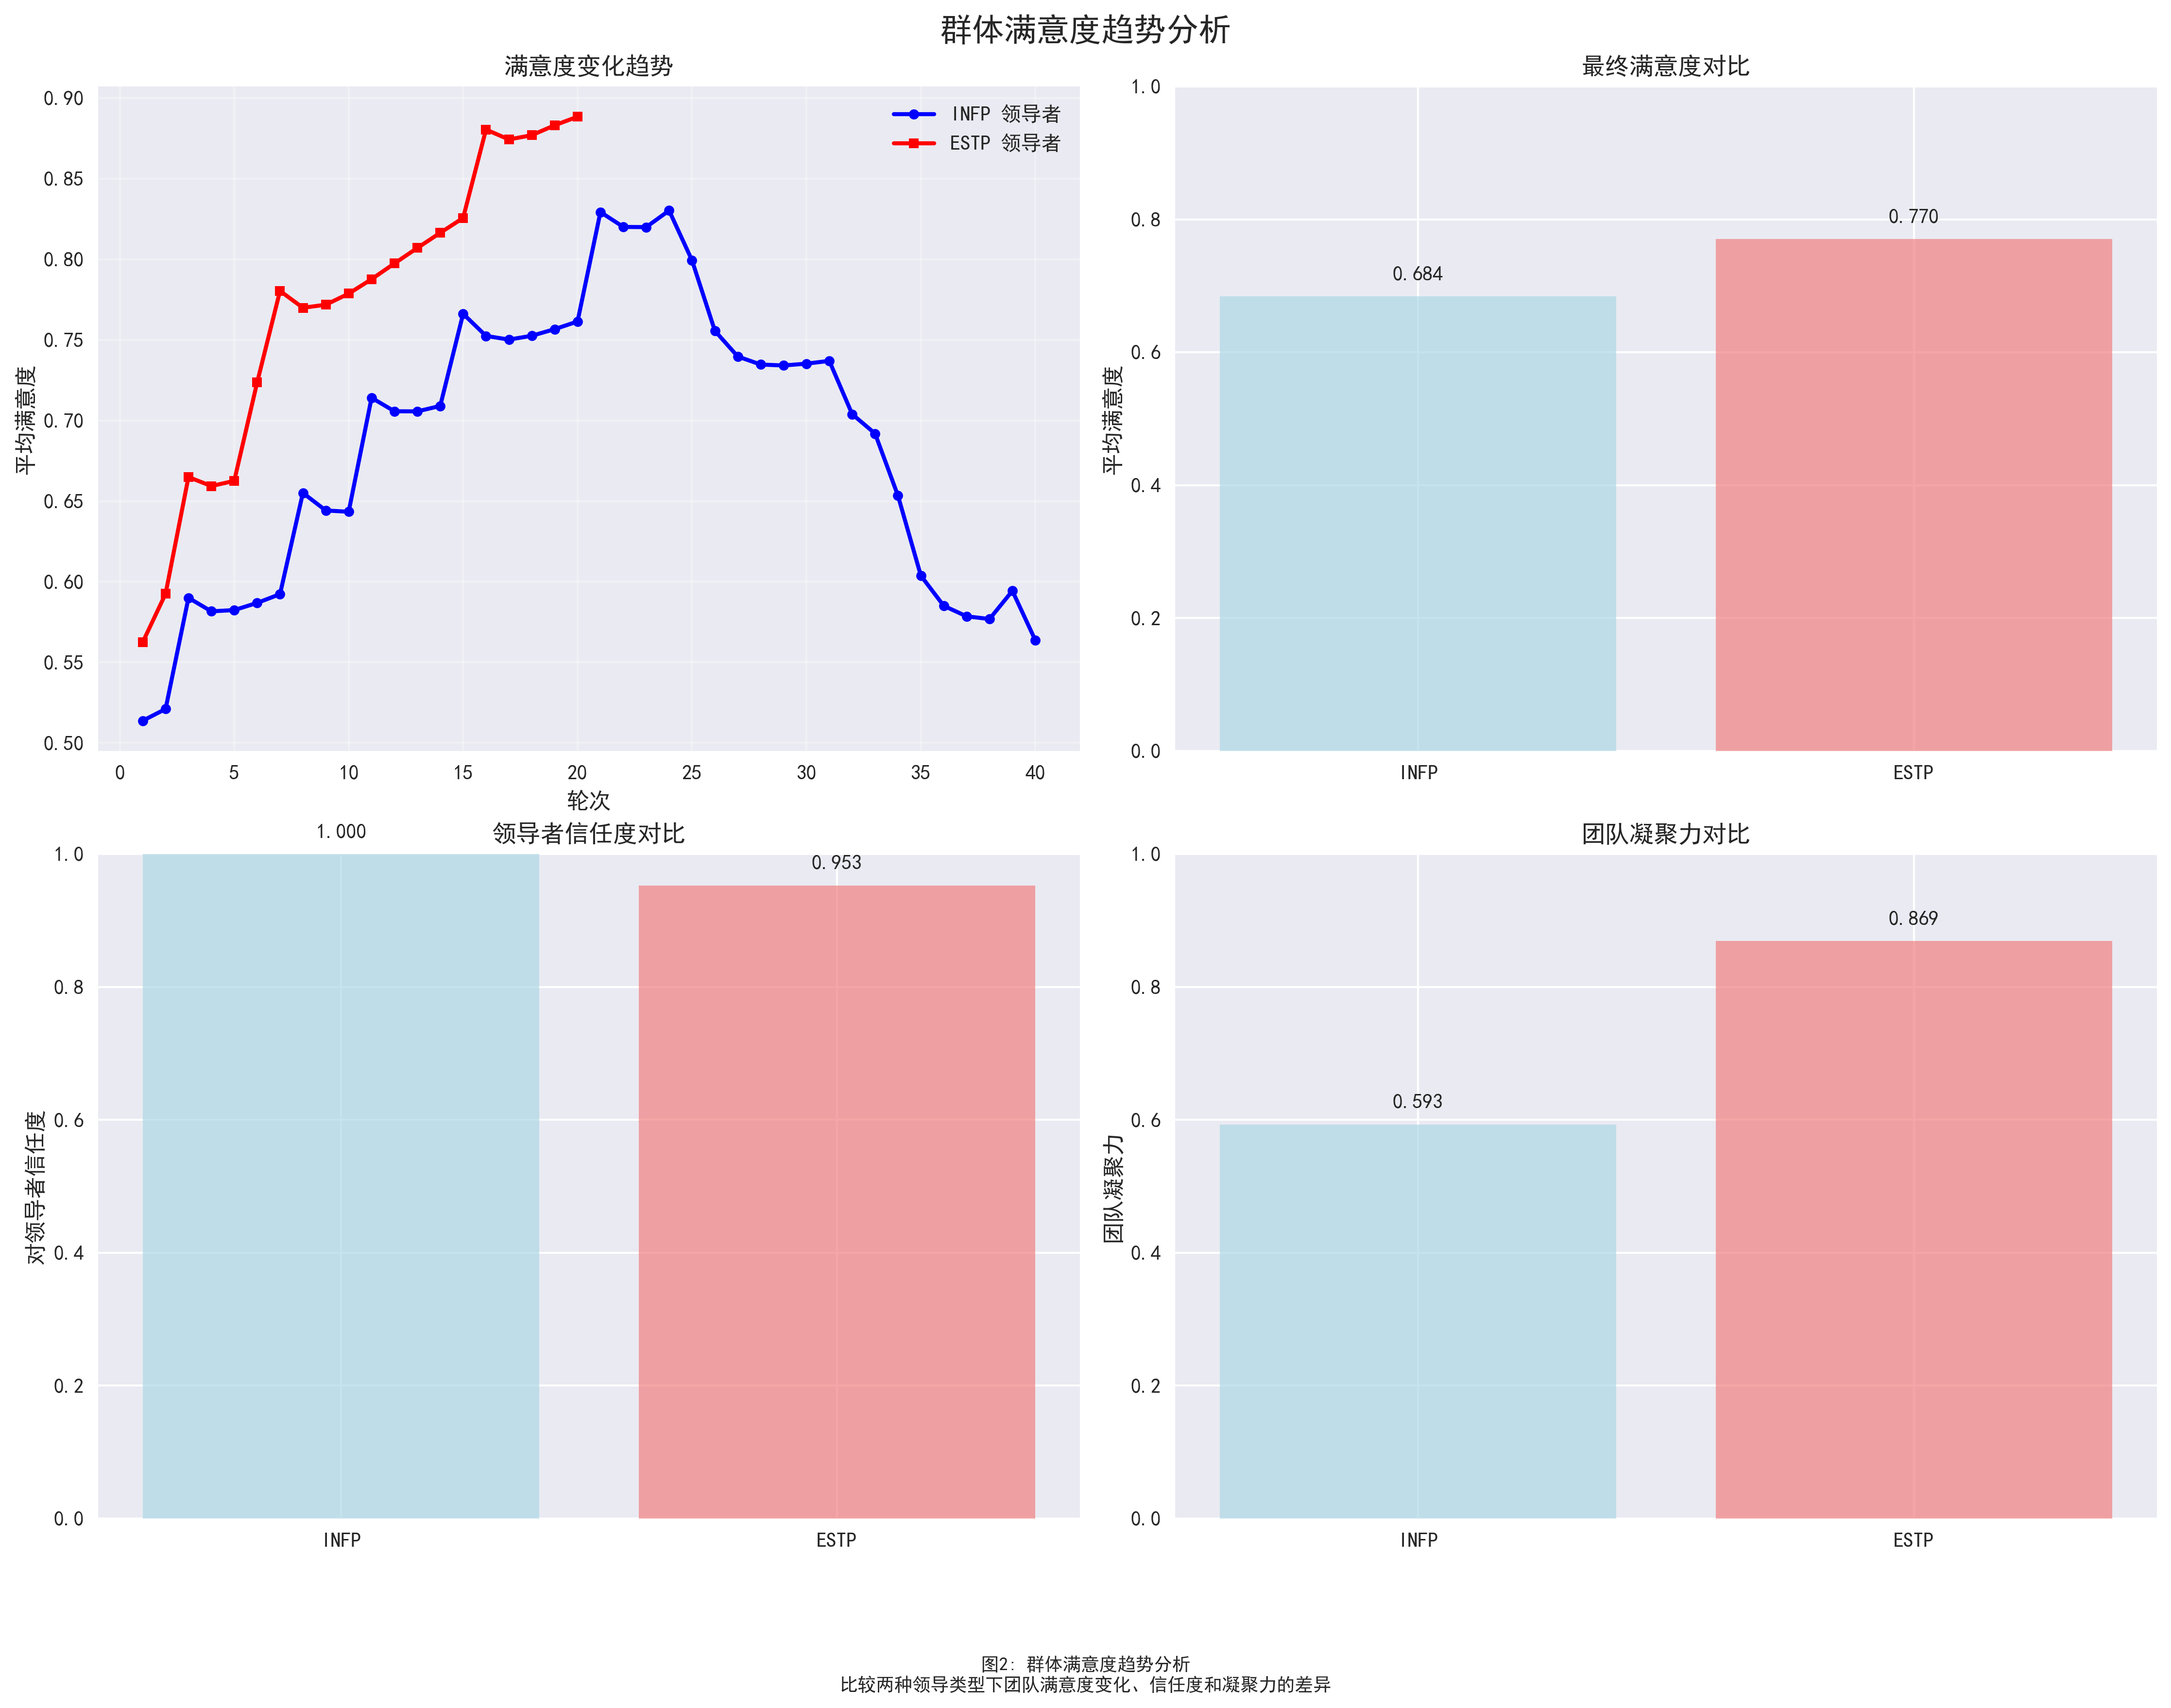 群体满意度趋势分析
满意度变化趋势
0.90
0.85
0.80
0.75
0.70
0.65
0.60
0.55
0.50
平均满意度
INFP 领导者
ESTP 领导者
0 5 10 15 20 25 30 35 40
轮次
最终满意度对比
1.0
0.8
0.6
0.4
0.2
0.0
平均满意度
0.684
0.770
INFP ESTP
领导者信任度对比
1.0
0.8
0.6
0.4
0.2
0.0
对领导者信任度
1.000
0.953
INFP ESTP
团队凝聚力对比
1.0
0.8
0.6
0.4
0.2
0.0
团队凝聚力
0.593
0.869
INFP ESTP
图2: 群体满意度趋势分析
比较两种领导类型下团队满意度变化、信任度和凝聚力的差异